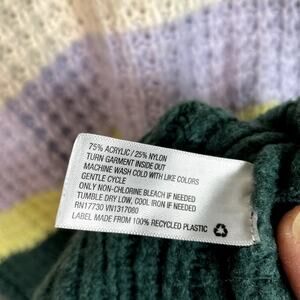 75% ACRYLIC / 25% NYLON
TURN GARMENT INSIDE OUT
MACHINE WASH COLD WITH LIKE COLORS
GENTLE CYCLE
ONLY NON-CHLORINE BLEACH IF NEEDED
TUMBLE DRY LOW, COOL IRON IF NEEDED
RN17730 VN1317060
LABEL MADE FROM 100% RECYCLED PLASTIC